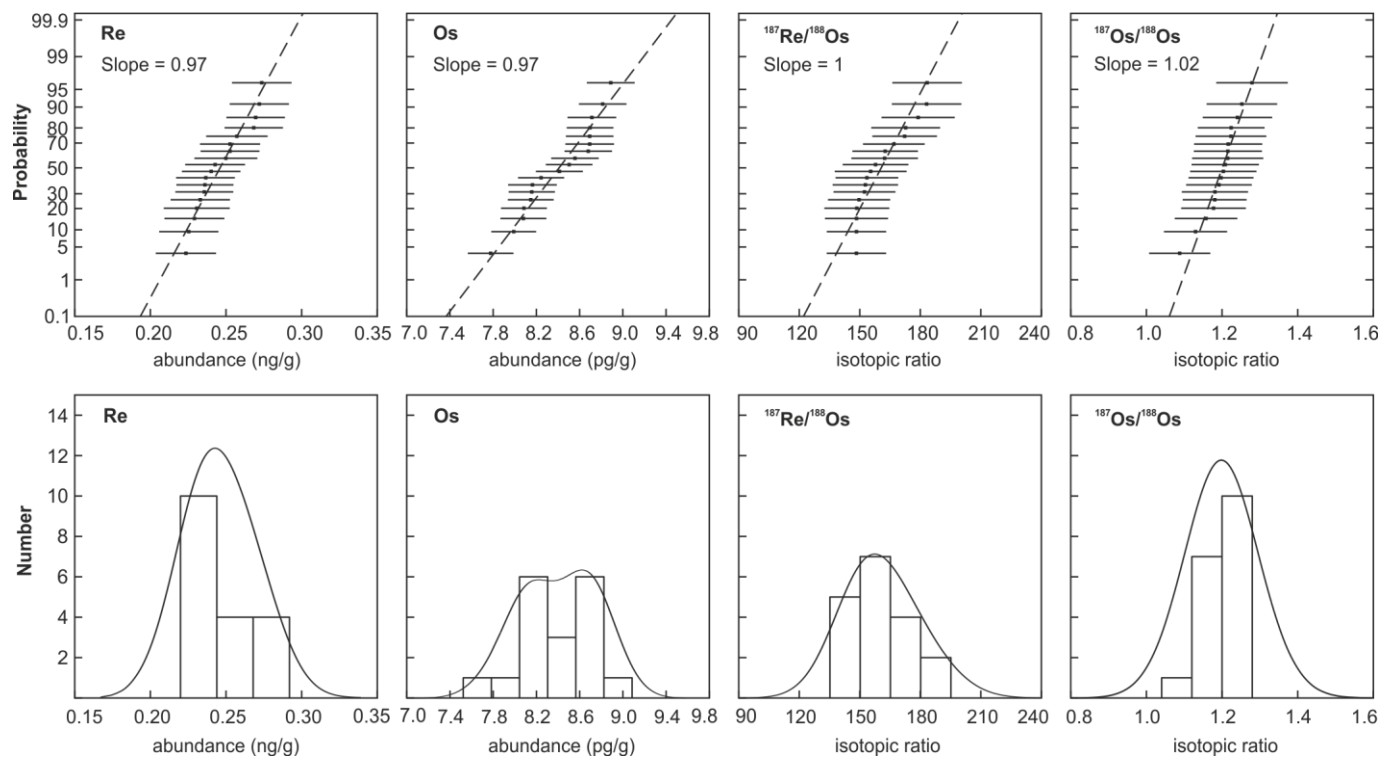 Probability
99.9
99
95
90
80
70
50
30
20
10
5
1
0.1
Re
Slope = 0.97
0.15 0.20 0.25 0.30 0.35
abundance (ng/g)
Os
Slope = 0.97
7.0 7.4 7.8 8.2 8.6 9.0 9.4 9.8
abundance (pg/g)
¹⁸⁷Re/¹⁸⁸Os
Slope = 1
90 120 150 180 210 240
isotopic ratio
¹⁸⁷Os/¹⁸⁸Os
Slope = 1.02
0.8 1.0 1.2 1.4 1.6
isotopic ratio
Number
14
12
10
8
6
4
2
Re
0.15 0.20 0.25 0.30 0.35
abundance (ng/g)
Os
7.0 7.4 7.8 8.2 8.6 9.0 9.4 9.8
abundance (pg/g)
¹⁸⁷Re/¹⁸⁸Os
90 120 150 180 210 240
isotopic ratio
¹⁸⁷Os/¹⁸⁸Os
0.8 1.0 1.2 1.4 1.6
isotopic ratio